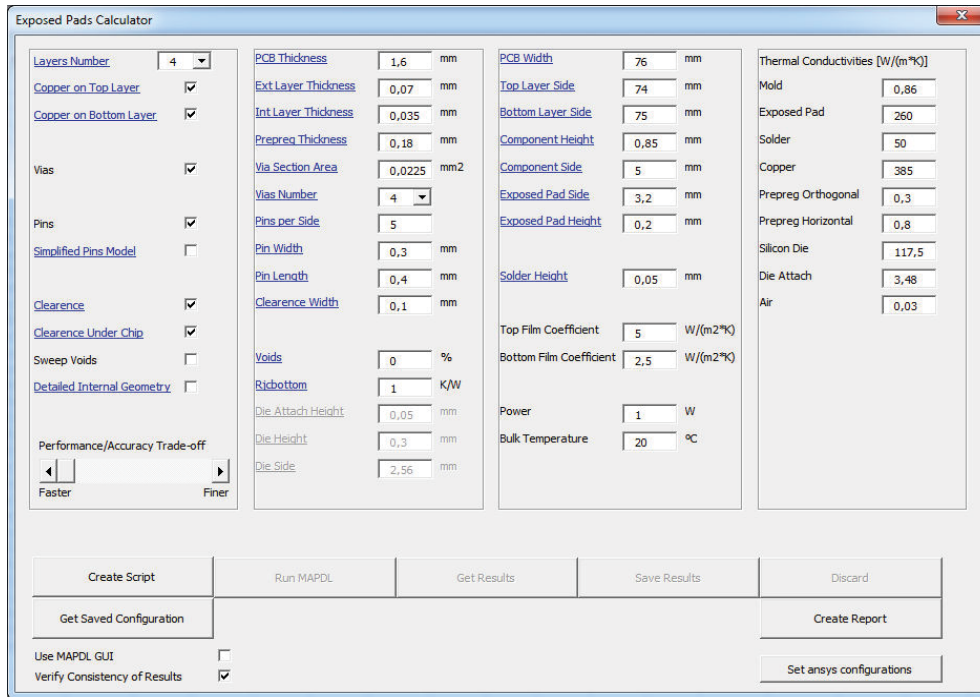 Exposed Pads Calculator
Layers Number 4
Copper on Top Layer
Copper on Bottom Layer
Vias
Pins
Simplified Pins Model
Clearence
Clearence Under Chip
Sweep Voids
Detailed Internal Geometry
Performance/Accuracy Trade-off
Faster Finer
PCB Thickness 1,6 mm
Ext Layer Thickness 0,07 mm
Int Layer Thickness 0,035 mm
Prepreg Thickness 0,18 mm
Via Section Area 0,0225 mm2
Vias Number 4
Pins per Side 5
Pin Width 0,3 mm
Pin Length 0,4 mm
Clearence Width 0,1 mm
Voids 0 %
Rjcbottom 1 K/W
Die Attach Height 0,05 mm
Die Height 0,3 mm
Die Side 2,56 mm
PCB Width 76 mm
Top Layer Side 74 mm
Bottom Layer Side 75 mm
Component Height 0,85 mm
Component Side 5 mm
Exposed Pad Side 3,2 mm
Exposed Pad Height 0,2 mm
Solder Height 0,05 mm
Top Film Coefficient 5 W/(m2*K)
Bottom Film Coefficient 2,5 W/(m2*K)
Power 1 W
Bulk Temperature 20 ºC
Thermal Conductivities [W/(m*K)]
Mold 0,86
Exposed Pad 260
Solder 50
Copper 385
Prepreg Orthogonal 0,3
Prepreg Horizontal 0,8
Silicon Die 117,5
Die Attach 3,48
Air 0,03
Create Script Run MAPDL Get Results Save Results Discard
Get Saved Configuration Create Report
Use MAPDL GUI
Verify Consistency of Results
Set ansys configurations